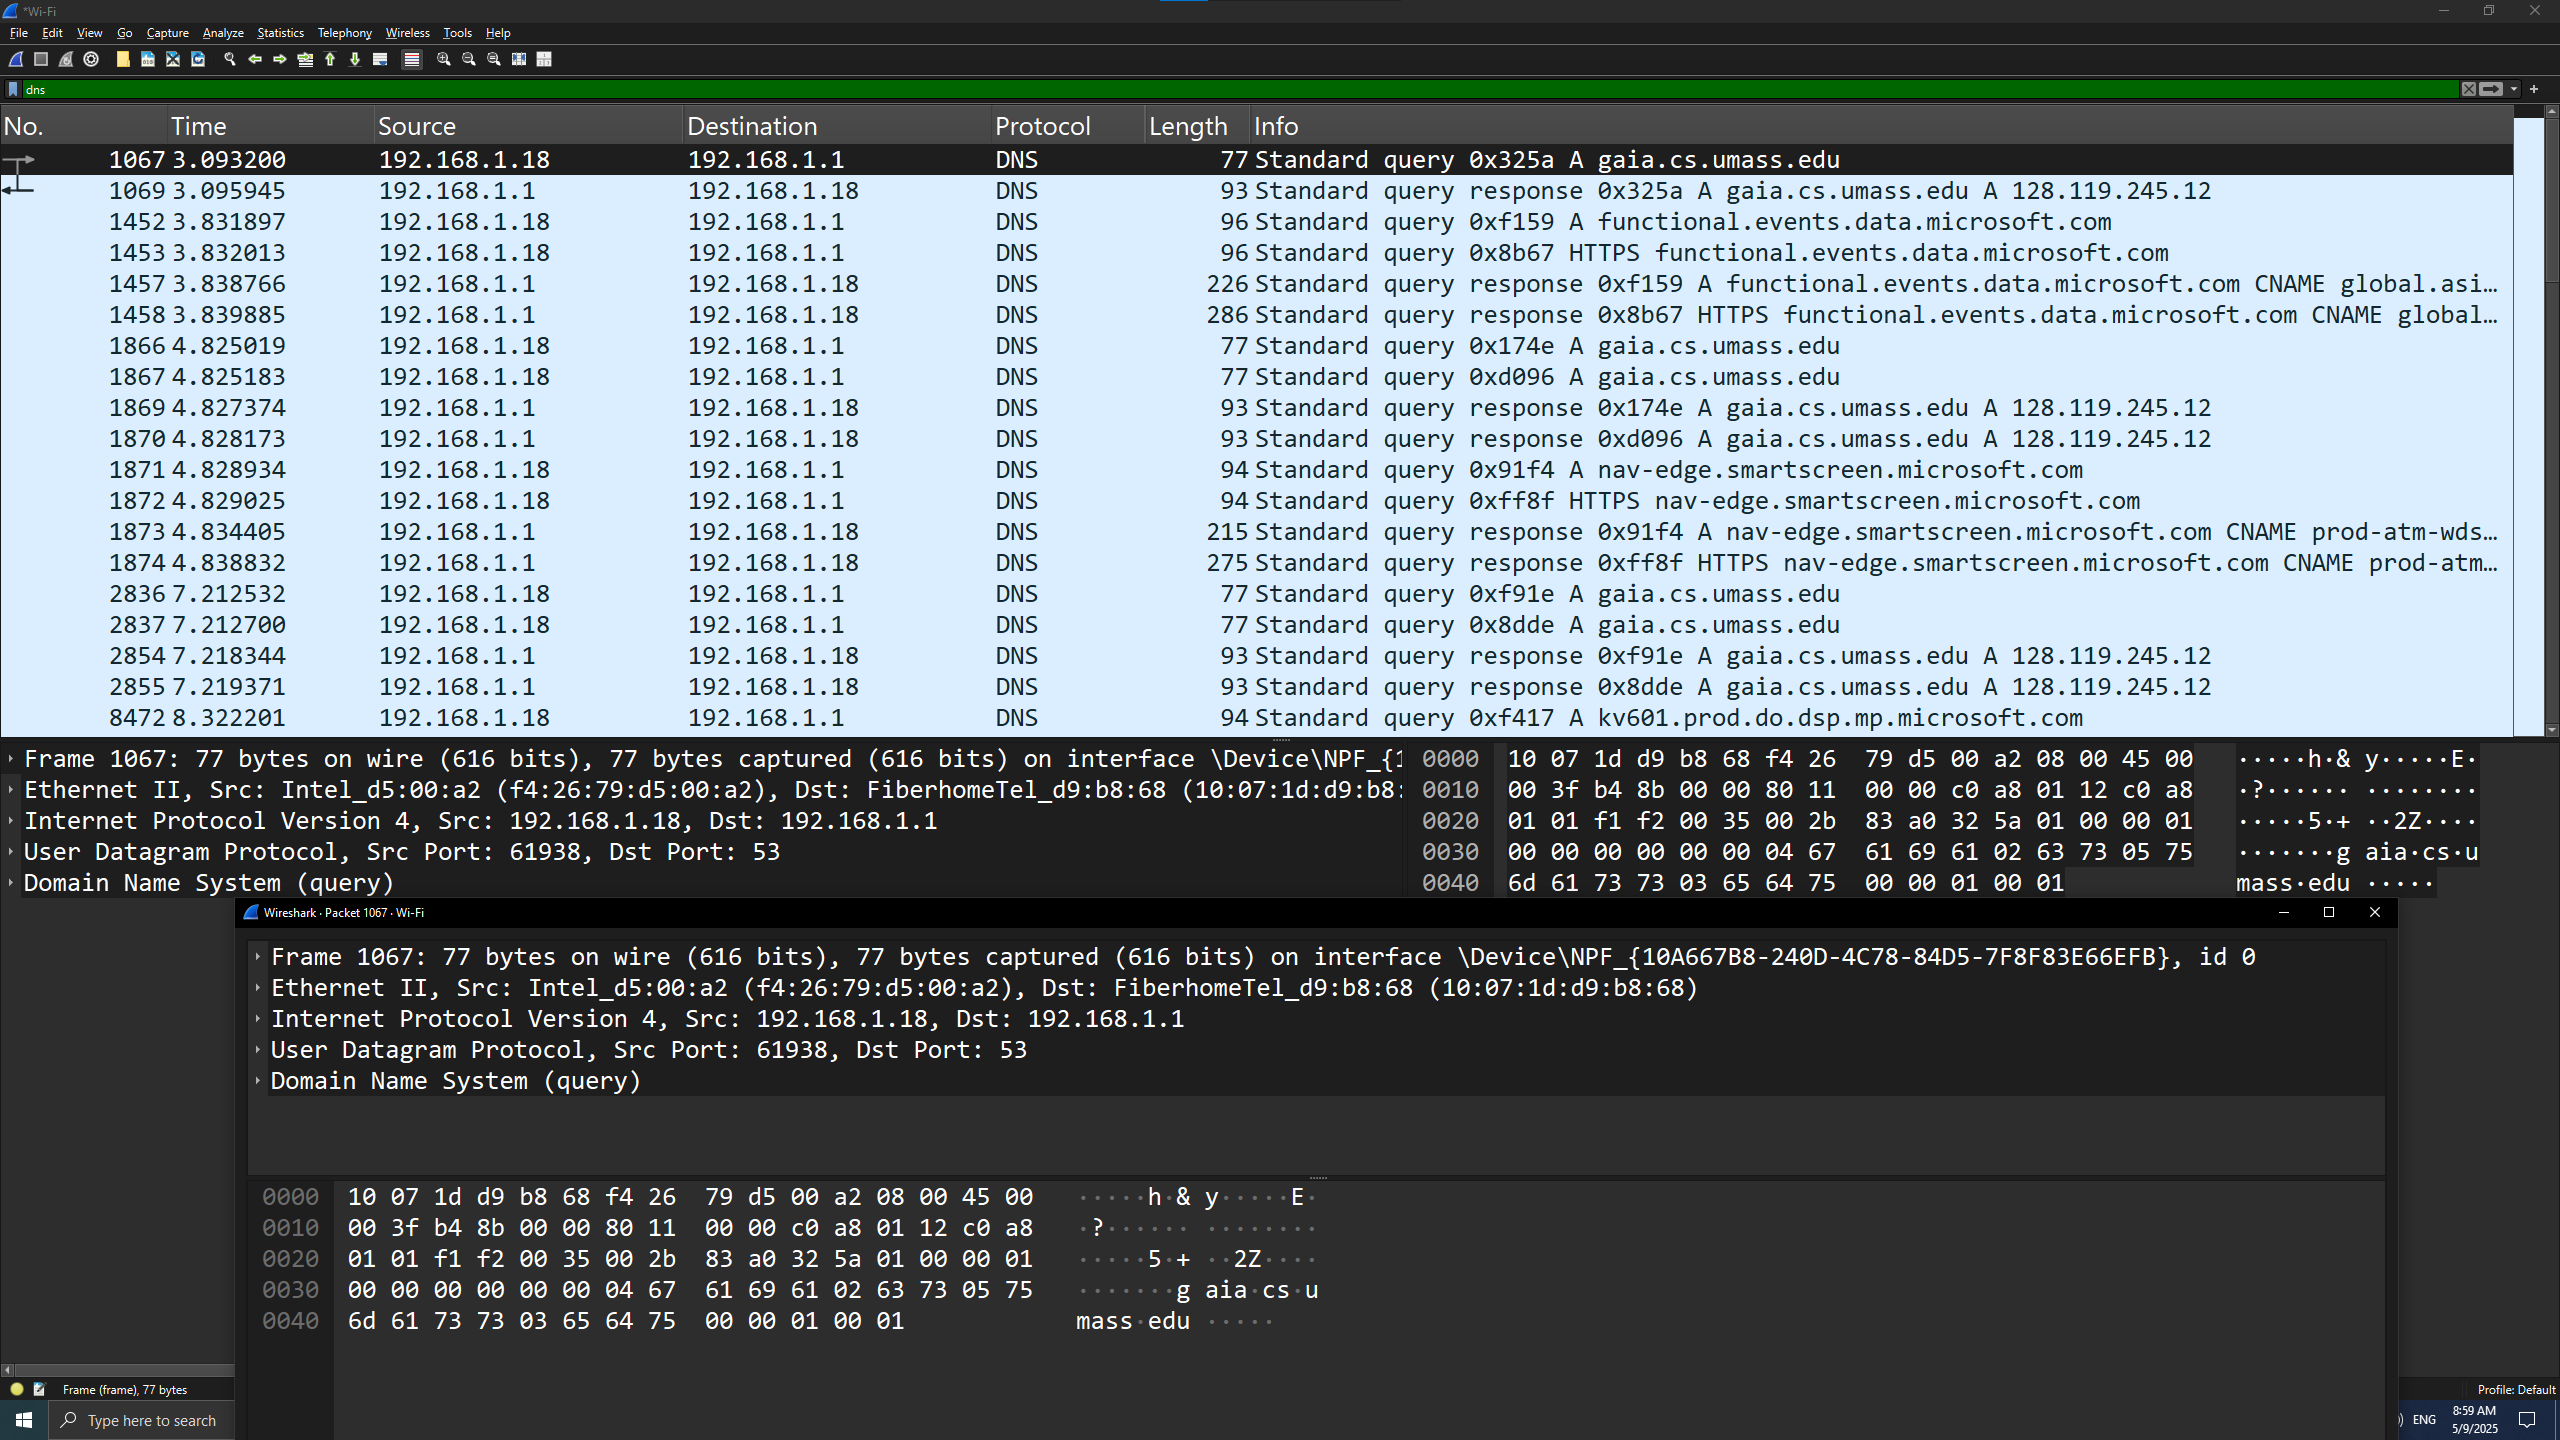 *Wi-Fi
File Edit View Go Capture Analyze Statistics Telephony Wireless Tools Help
dns
No. Time Source Destination Protocol Length Info
1067 3.093200 192.168.1.18 192.168.1.1 DNS 77 Standard query 0x325a A gaia.cs.umass.edu
1069 3.095945 192.168.1.1 192.168.1.18 DNS 93 Standard query response 0x325a A gaia.cs.umass.edu A 128.119.245.12
1452 3.831897 192.168.1.18 192.168.1.1 DNS 96 Standard query 0xf159 A functional.events.data.microsoft.com
1453 3.832013 192.168.1.18 192.168.1.1 DNS 96 Standard query 0x8b67 HTTPS functional.events.data.microsoft.com
1457 3.838766 192.168.1.1 192.168.1.18 DNS 226 Standard query response 0xf159 A functional.events.data.microsoft.com CNAME global.asi…
1458 3.839885 192.168.1.1 192.168.1.18 DNS 286 Standard query response 0x8b67 HTTPS functional.events.data.microsoft.com CNAME global…
1866 4.825019 192.168.1.18 192.168.1.1 DNS 77 Standard query 0x174e A gaia.cs.umass.edu
1867 4.825183 192.168.1.18 192.168.1.1 DNS 77 Standard query 0xd096 A gaia.cs.umass.edu
1869 4.827374 192.168.1.1 192.168.1.18 DNS 93 Standard query response 0x174e A gaia.cs.umass.edu A 128.119.245.12
1870 4.828173 192.168.1.1 192.168.1.18 DNS 93 Standard query response 0xd096 A gaia.cs.umass.edu A 128.119.245.12
1871 4.828934 192.168.1.18 192.168.1.1 DNS 94 Standard query 0x91f4 A nav-edge.smartscreen.microsoft.com
1872 4.829025 192.168.1.18 192.168.1.1 DNS 94 Standard query 0xff8f HTTPS nav-edge.smartscreen.microsoft.com
1873 4.834405 192.168.1.1 192.168.1.18 DNS 215 Standard query response 0x91f4 A nav-edge.smartscreen.microsoft.com CNAME prod-atm-wds…
1874 4.838832 192.168.1.1 192.168.1.18 DNS 275 Standard query response 0xff8f HTTPS nav-edge.smartscreen.microsoft.com CNAME prod-atm…
2836 7.212532 192.168.1.18 192.168.1.1 DNS 77 Standard query 0xf91e A gaia.cs.umass.edu
2837 7.212700 192.168.1.18 192.168.1.1 DNS 77 Standard query 0x8dde A gaia.cs.umass.edu
2854 7.218344 192.168.1.1 192.168.1.18 DNS 93 Standard query response 0xf91e A gaia.cs.umass.edu A 128.119.245.12
2855 7.219371 192.168.1.1 192.168.1.18 DNS 93 Standard query response 0x8dde A gaia.cs.umass.edu A 128.119.245.12
8472 8.322201 192.168.1.18 192.168.1.1 DNS 94 Standard query 0xf417 A kv601.prod.do.dsp.mp.microsoft.com
Frame 1067: 77 bytes on wire (616 bits), 77 bytes captured (616 bits) on interface \Device\NPF_{1
Ethernet II, Src: Intel_d5:00:a2 (f4:26:79:d5:00:a2), Dst: FiberhomeTel_d9:b8:68 (10:07:1d:d9:b8:
Internet Protocol Version 4, Src: 192.168.1.18, Dst: 192.168.1.1
User Datagram Protocol, Src Port: 61938, Dst Port: 53
Domain Name System (query)
0000 10 07 1d d9 b8 68 f4 26 79 d5 00 a2 08 00 45 00 ·····h·& y·····E·
0010 00 3f b4 8b 00 00 80 11 00 00 c0 a8 01 12 c0 a8 ·?······ ········
0020 01 01 f1 f2 00 35 00 2b 83 a0 32 5a 01 00 00 01 ·····5·+ ··2Z····
0030 00 00 00 00 00 00 04 67 61 69 61 02 63 73 05 75 ·······g aia·cs·u
0040 6d 61 73 73 03 65 64 75 00 00 01 00 01 mass·edu ·····
Wireshark · Packet 1067 · Wi-Fi
Frame 1067: 77 bytes on wire (616 bits), 77 bytes captured (616 bits) on interface \Device\NPF_{10A667B8-240D-4C78-84D5-7F8F83E66EFB}, id 0
Ethernet II, Src: Intel_d5:00:a2 (f4:26:79:d5:00:a2), Dst: FiberhomeTel_d9:b8:68 (10:07:1d:d9:b8:68)
Internet Protocol Version 4, Src: 192.168.1.18, Dst: 192.168.1.1
User Datagram Protocol, Src Port: 61938, Dst Port: 53
Domain Name System (query)
0000 10 07 1d d9 b8 68 f4 26 79 d5 00 a2 08 00 45 00 ·····h·& y·····E·
0010 00 3f b4 8b 00 00 80 11 00 00 c0 a8 01 12 c0 a8 ·?······ ········
0020 01 01 f1 f2 00 35 00 2b 83 a0 32 5a 01 00 00 01 ·····5·+ ··2Z····
0030 00 00 00 00 00 00 04 67 61 69 61 02 63 73 05 75 ·······g aia·cs·u
0040 6d 61 73 73 03 65 64 75 00 00 01 00 01 mass·edu ·····
Frame (frame), 77 bytes
Profile: Default
Type here to search
ENG
8:59 AM
5/9/2025